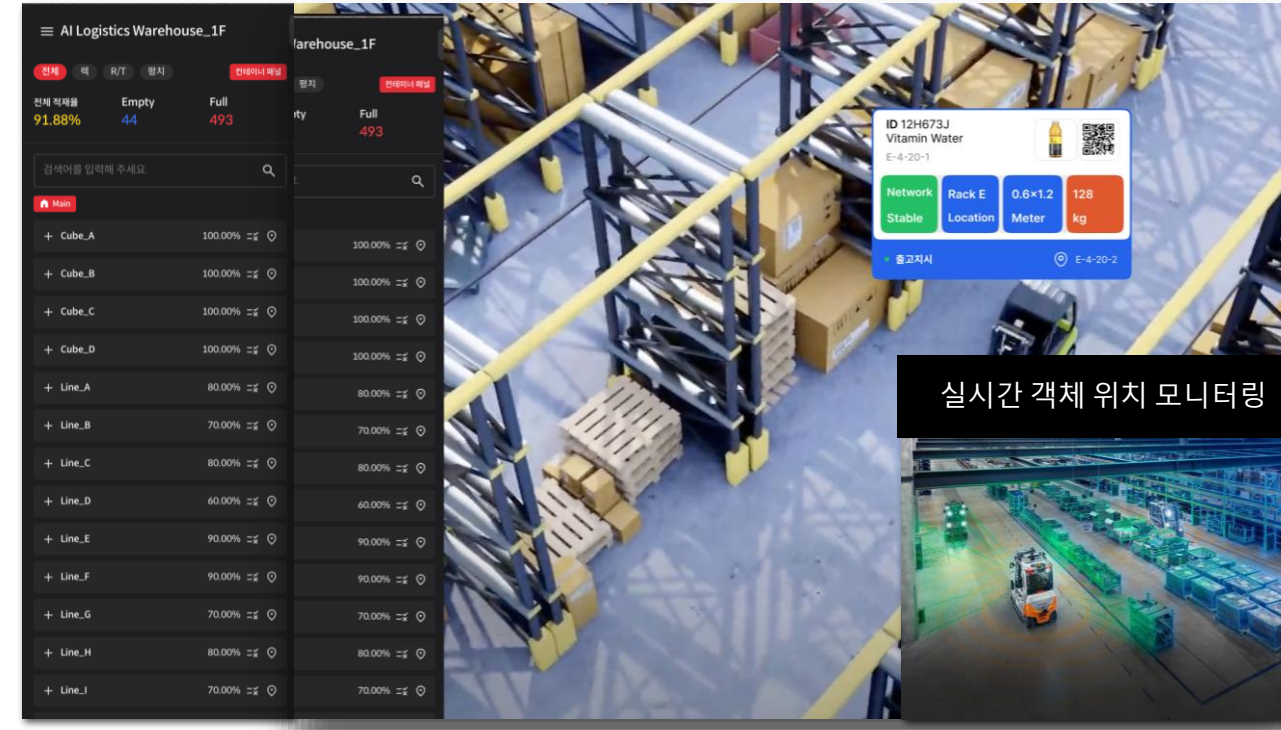 AI Logistics Warehouse_1F
전체 렉 R/T 평치 컨테이너 패널
전체 적재율 Empty Full
91.88% 44 493
검색어를 입력해 주세요.
Main
Cube_A 100.00%
Cube_B 100.00%
Cube_C 100.00%
Cube_D 100.00%
Line_A 80.00%
Line_B 70.00%
Line_C 80.00%
Line_D 60.00%
Line_E 90.00%
Line_F 90.00%
Line_G 70.00%
Line_H 80.00%
Line_I 70.00%
arehouse_1F
평치 컨테이너 패널
ty Full
493
100.00%
100.00%
100.00%
100.00%
80.00%
70.00%
80.00%
60.00%
90.00%
90.00%
70.00%
80.00%
70.00%
ID 12H673J
Vitamin Water
E-4-20-1
Network Rack E 0.6×1.2 128
Stable Location Meter kg
출고지시 E-4-20-2
실시간 객체 위치 모니터링